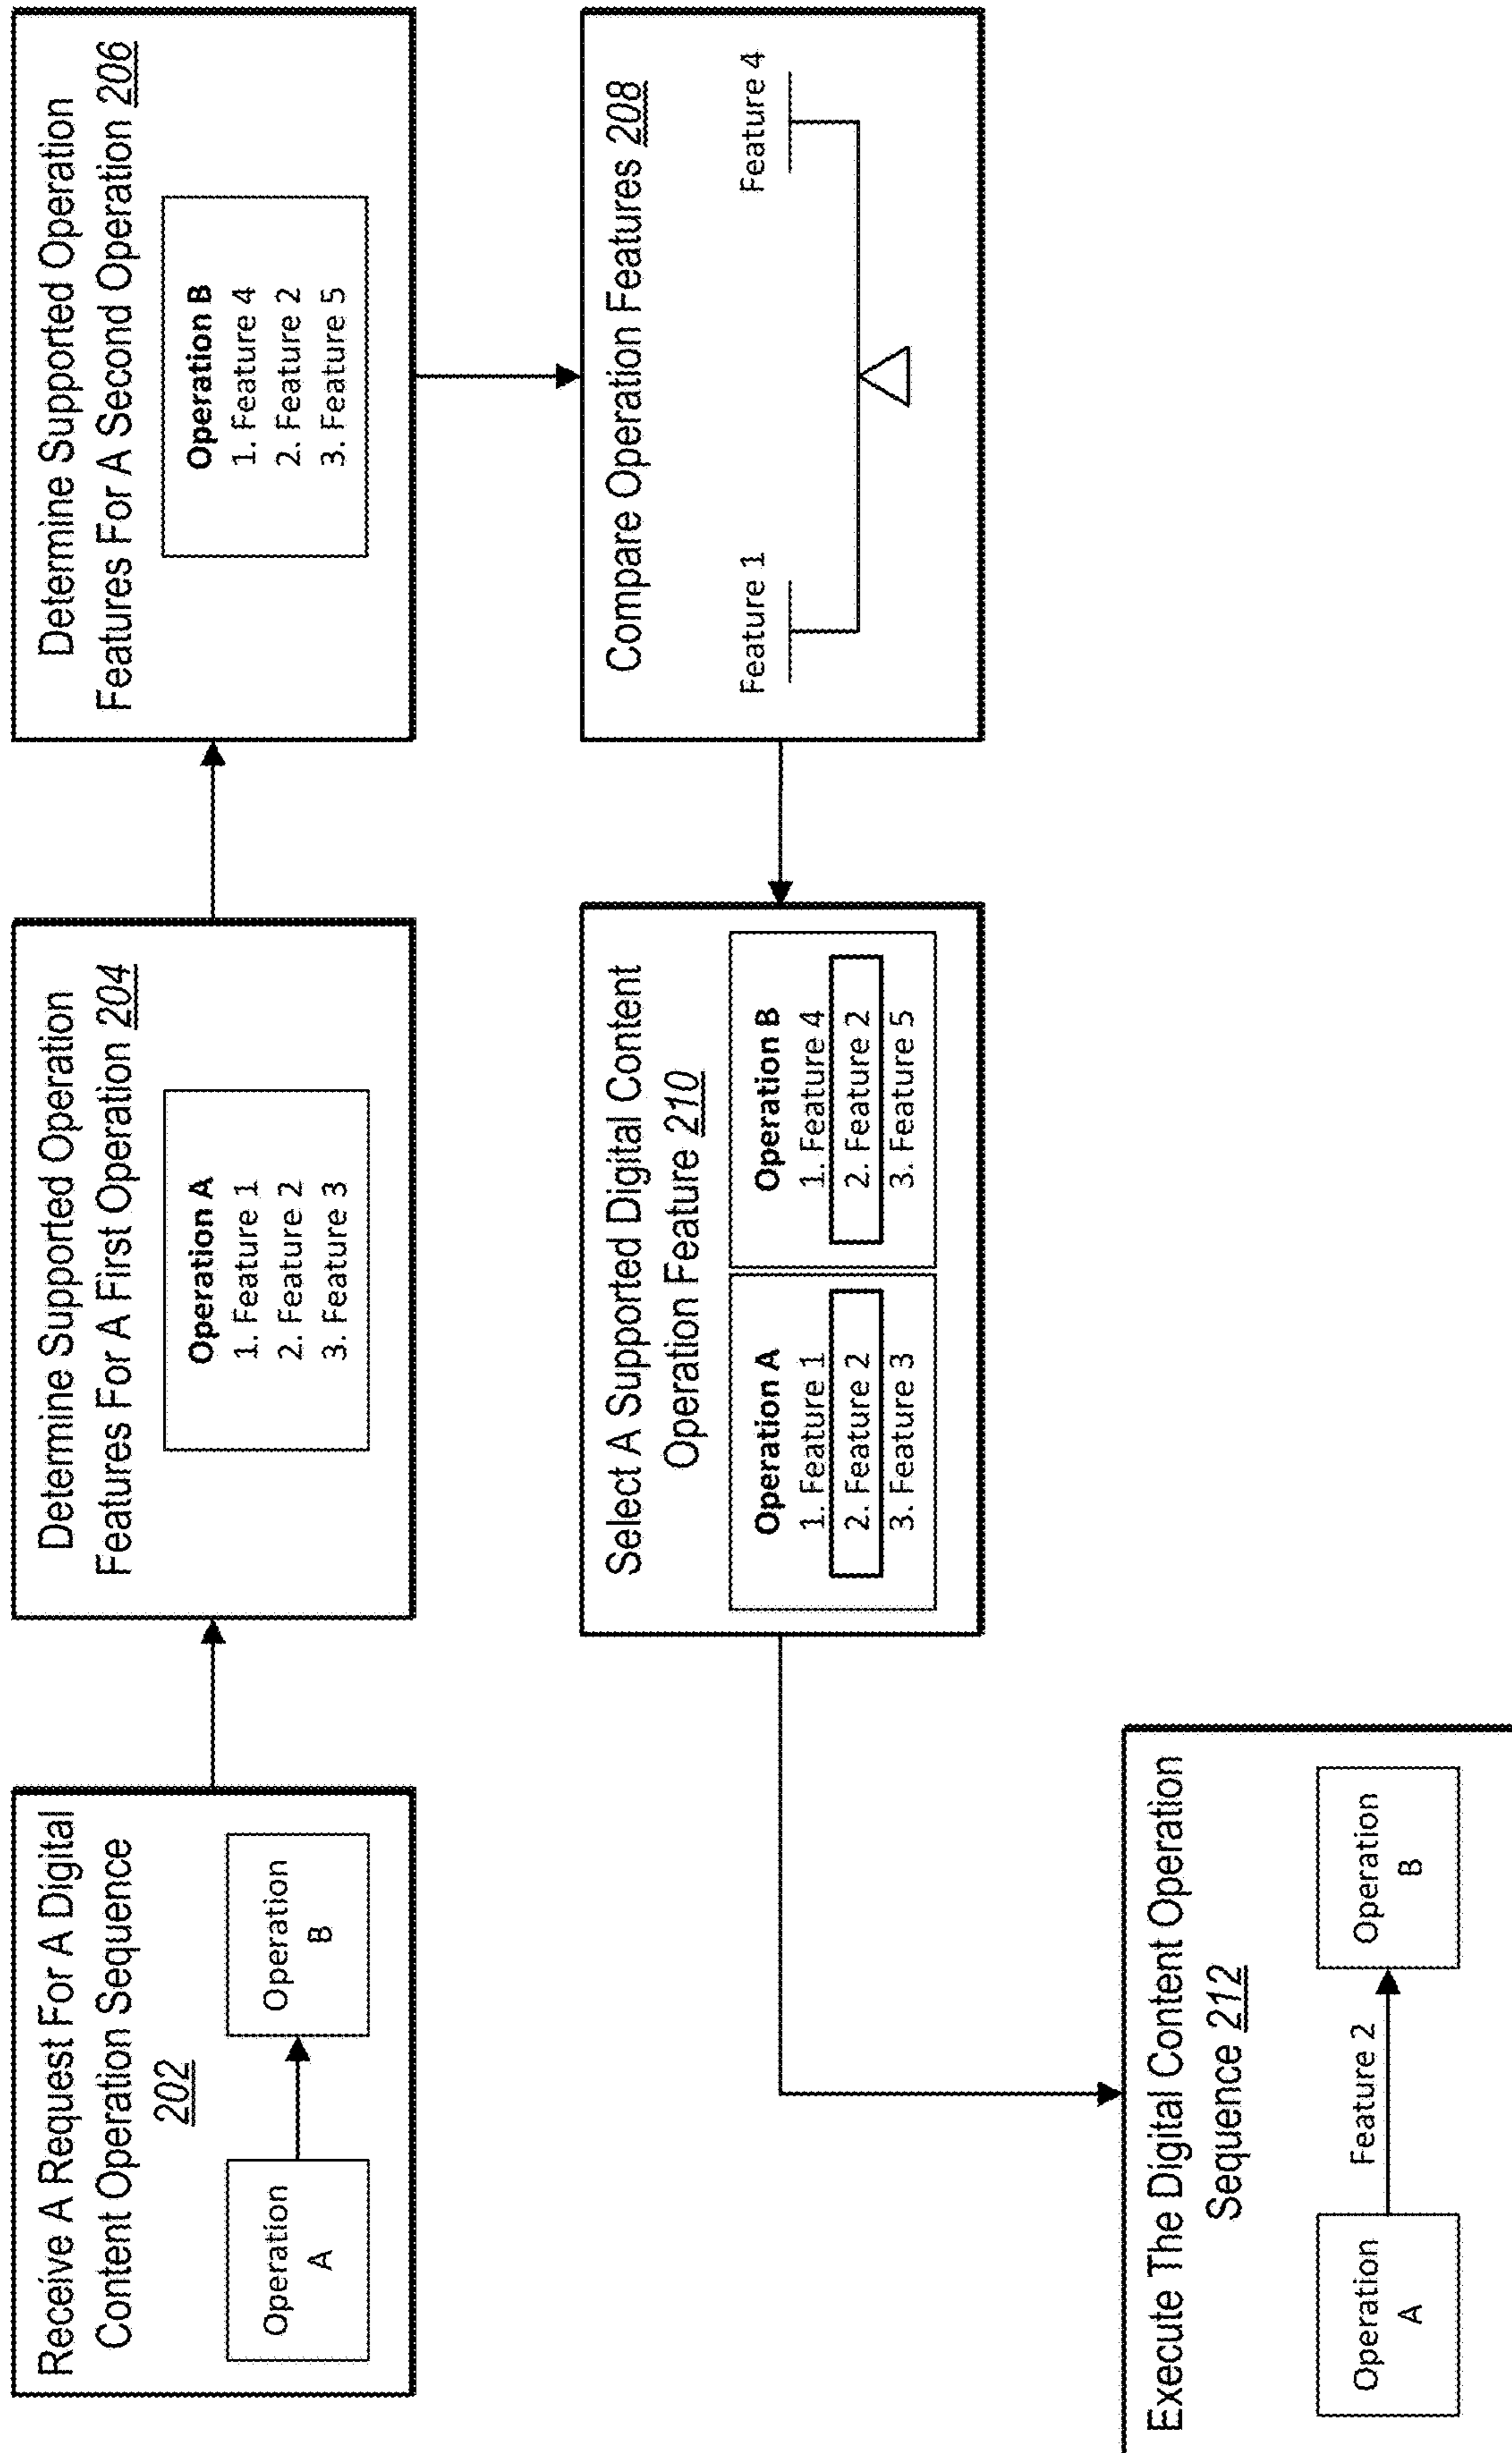 Receive A Request For A Digital
Content Operation Sequence
202
Operation
A
Operation
B
Determine Supported Operation
Features For A First Operation 204
Operation A
1. Feature 1
2. Feature 2
3. Feature 3
Determine Supported Operation
Features For A Second Operation 206
Operation B
1. Feature 4
2. Feature 2
3. Feature 5
Compare Operation Features 208
Feature 1
Feature 4
Select A Supported Digital Content
Operation Feature 210
Operation A
1. Feature 1
2. Feature 2
3. Feature 3
Operation B
1. Feature 4
2. Feature 2
3. Feature 5
Execute The Digital Content Operation
Sequence 212
Operation
A
Feature 2
Operation
B